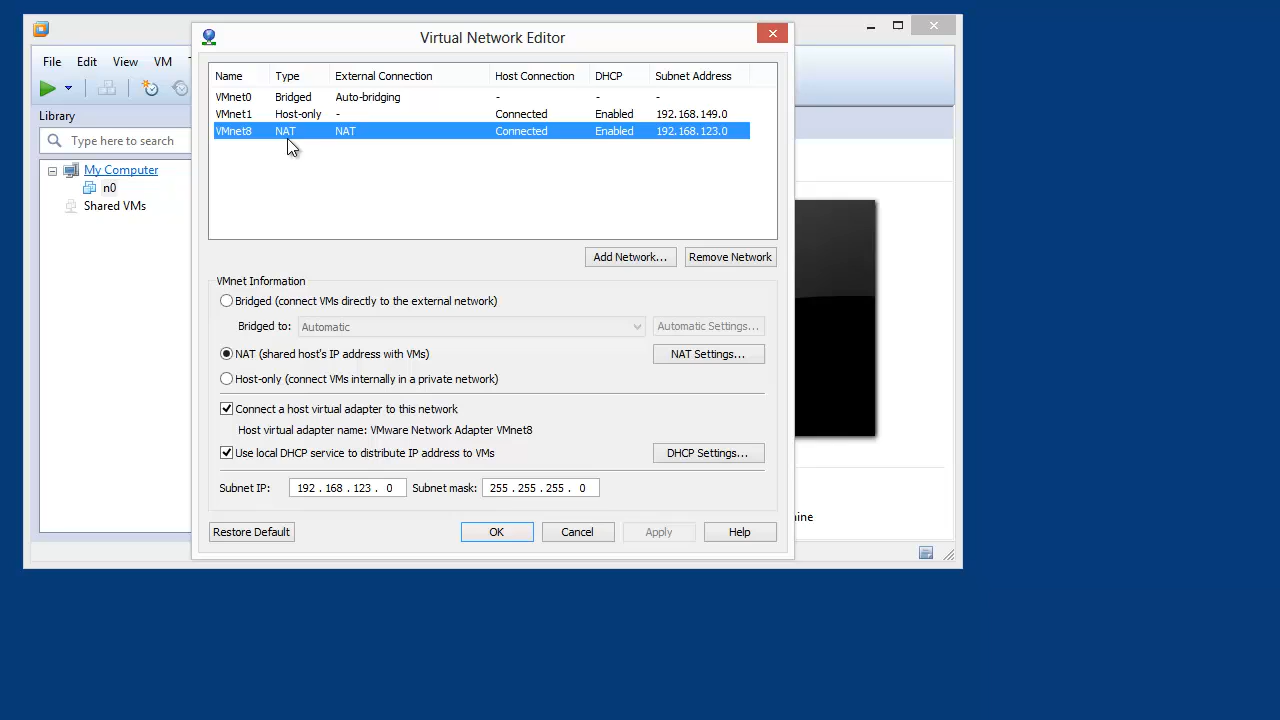 Virtual Network Editor
File Edit View VM
Library
Type here to search
My Computer
n0
Shared VMs
Name Type External Connection Host Connection DHCP Subnet Address
VMnet0 Bridged Auto-bridging - - -
VMnet1 Host-only - Connected Enabled 192.168.149.0
VMnet8 NAT NAT Connected Enabled 192.168.123.0
Add Network... Remove Network
VMnet Information
Bridged (connect VMs directly to the external network)
Bridged to: Automatic Automatic Settings...
NAT (shared host's IP address with VMs) NAT Settings...
Host-only (connect VMs internally in a private network)
Connect a host virtual adapter to this network
Host virtual adapter name: VMware Network Adapter VMnet8
Use local DHCP service to distribute IP address to VMs DHCP Settings...
Subnet IP: 192 . 168 . 123 . 0 Subnet mask: 255 . 255 . 255 . 0
Restore Default OK Cancel Apply Help